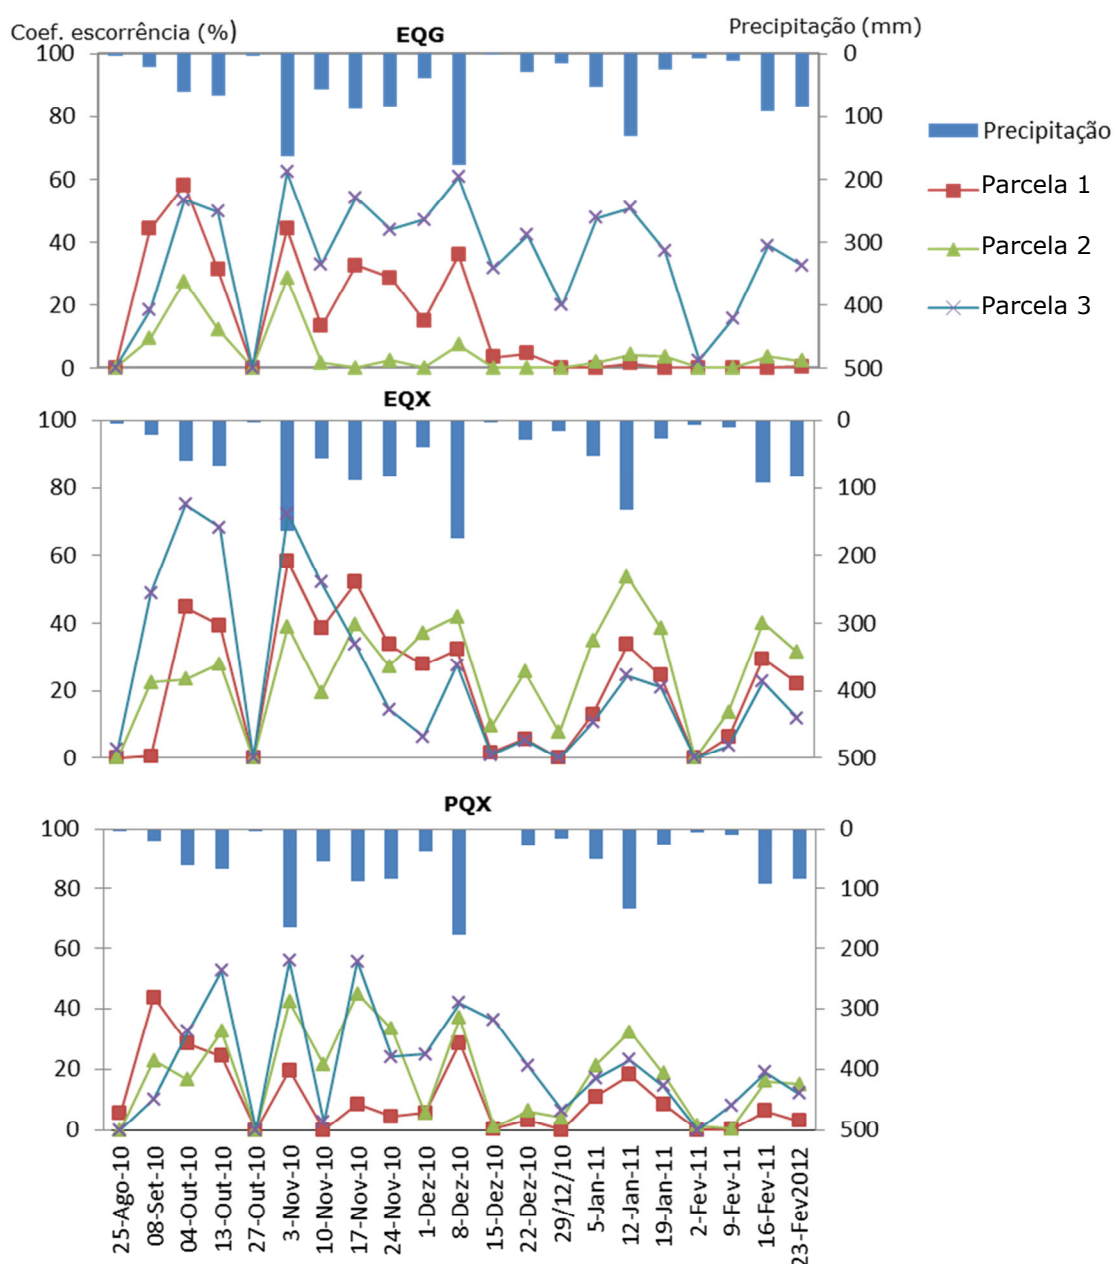 Coef. escorrência (%)
EQG
Precipitação (mm)
100
80
60
40
20
0
0
100
200
300
400
500
Precipitação
Parcela 1
Parcela 2
Parcela 3
EQX
100
80
60
40
20
0
0
100
200
300
400
500
PQX
100
80
60
40
20
0
0
100
200
300
400
500
25-Ago-10
08-Set-10
04-Out-10
13-Out-10
27-Out-10
3-Nov-10
10-Nov-10
17-Nov-10
24-Nov-10
1-Dez-10
8-Dez-10
15-Dez-10
22-Dez-10
29/12/10
5-Jan-11
12-Jan-11
19-Jan-11
2-Fev-11
9-Fev-11
16-Fev-11
23-Fev2012